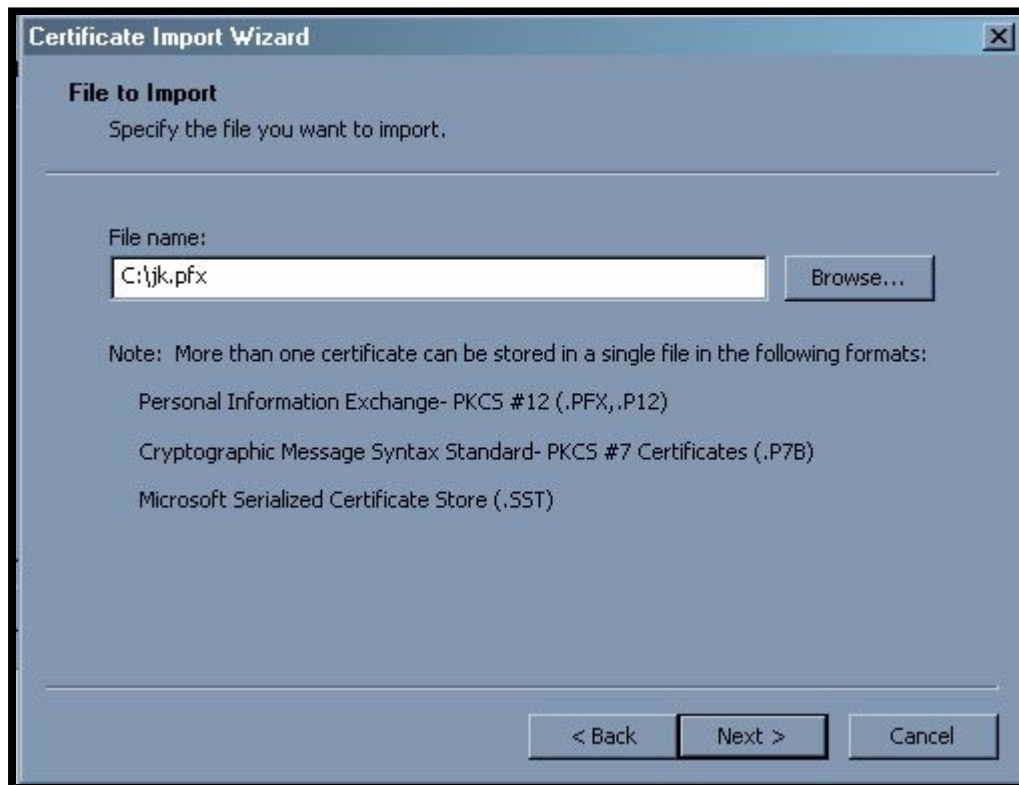 Certificate Import Wizard
File to Import
Specify the file you want to import.
File name:
C:\jk.pfx
Browse...
Note: More than one certificate can be stored in a single file in the following formats:
Personal Information Exchange- PKCS #12 (.PFX,.P12)
Cryptographic Message Syntax Standard- PKCS #7 Certificates (.P7B)
Microsoft Serialized Certificate Store (.SST)
< Back
Next >
Cancel